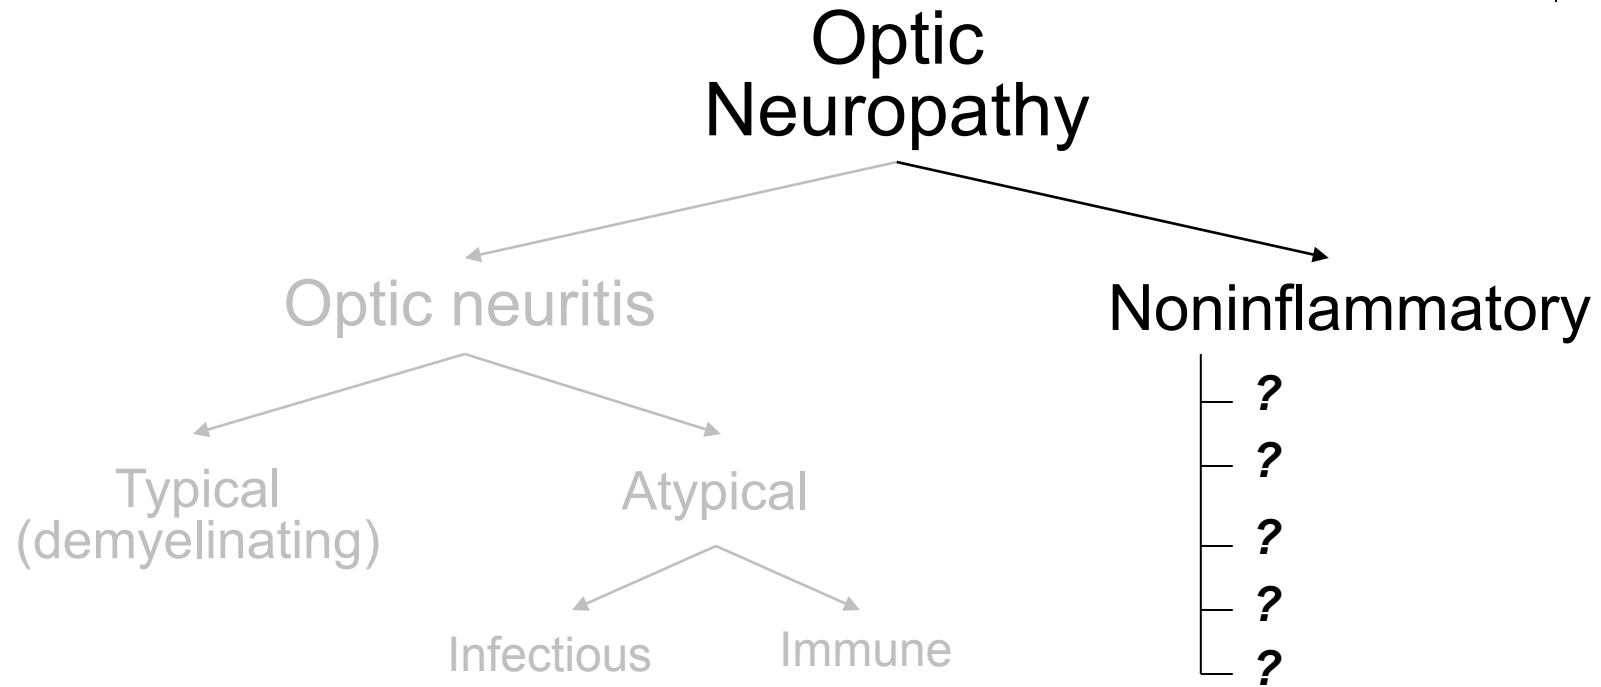 Optic
Neuropathy
Optic neuritis
Noninflammatory
?
?
Typical
(demyelinating)
Atypical
?
?
Infectious
Immune
?